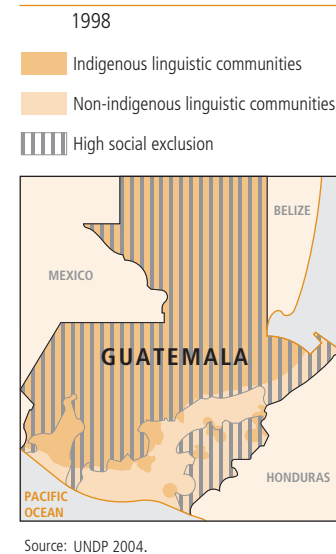 1998
Indigenous linguistic communities
Non-indigenous linguistic communities
High social exclusion
BELIZE
MEXICO
GUATEMALA
HONDURAS
PACIFIC
OCEAN
Source: UNDP 2004.